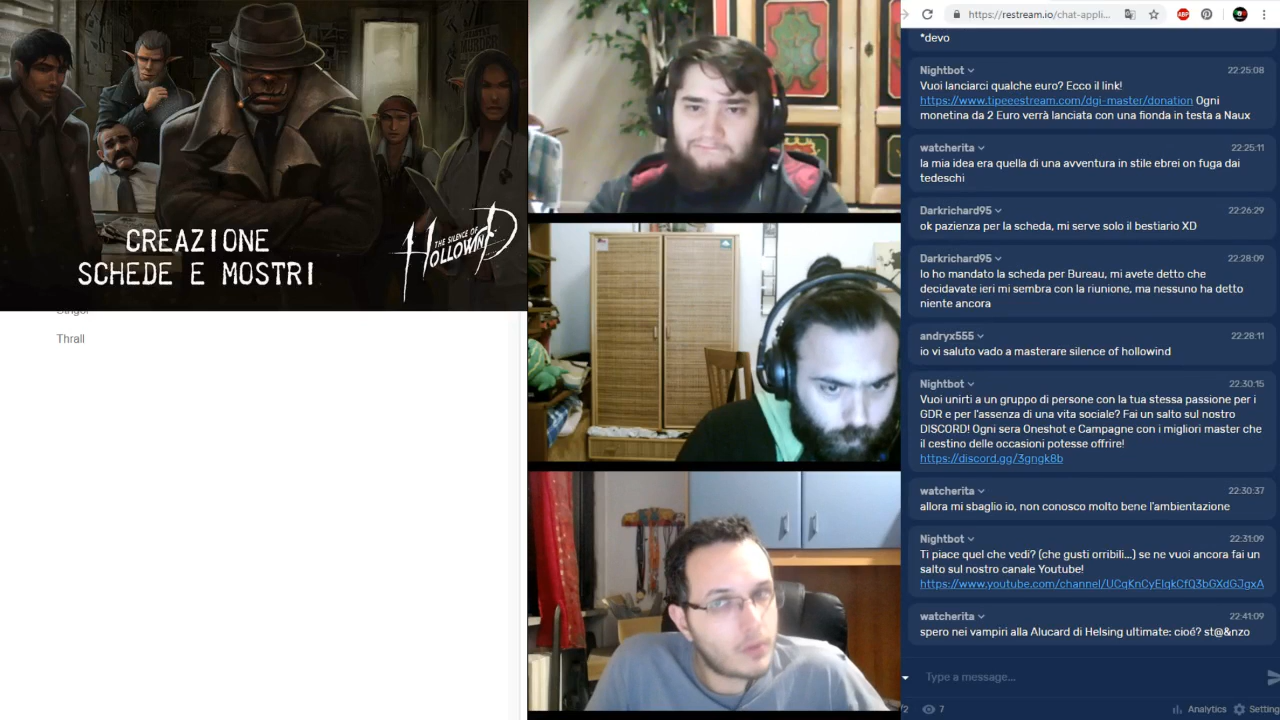 CREAZIONE
SCHEDE E MOSTRI
THE SILENCE OF
HOLLOWIND
Thrall
https://restream.io/chat-appli...
ABP
*devo
Nightbot
22:25:08
Vuoi lanciarci qualche euro? Ecco il link!
https://www.tipeeestream.com/dgi-master/donation Ogni
monetina da 2 Euro verrà lanciata con una fionda in testa a Naux
watcherita
22:25:11
la mia idea era quella di una avventura in stile ebrei on fuga dai
tedeschi
Darkrichard95
22:26:29
ok pazienza per la scheda, mi serve solo il bestiario XD
Darkrichard95
22:28:09
Io ho mandato la scheda per Bureau, mi avete detto che
decidavate ieri mi sembra con la riunione, ma nessuno ha detto
niente ancora
andryx555
22:28:11
io vi saluto vado a masterare silence of hollowind
Nightbot
22:30:15
Vuoi unirti a un gruppo di persone con la tua stessa passione per i
GDR e per l'assenza di una vita sociale? Fai un salto sul nostro
DISCORD! Ogni sera Oneshot e Campagne con i migliori master che
il cestino delle occasioni potesse offrire!
https://discord.gg/3gngk8b
watcherita
22:30:37
allora mi sbaglio io, non conosco molto bene l'ambientazione
Nightbot
22:31:09
Ti piace quel che vedi? (che gusti orribili...) se ne vuoi ancora fai un
salto sul nostro canale Youtube!
https://www.youtube.com/channel/UCqKnCyElqkCfQ3bGXdGJgxA
watcherita
22:41:09
spero nei vampiri alla Alucard di Helsing ultimate: cioé? st@&nzo
Type a message...
/2
7
Analytics
Setting